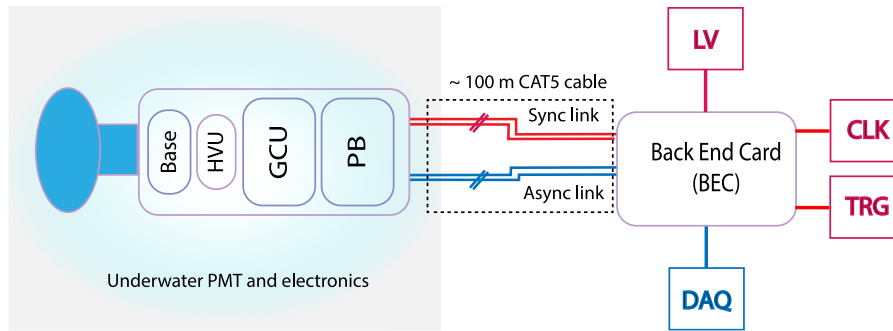 LV
~ 100 m CAT5 cable
Sync link
CLK
Base
HVU
GCU
PB
Back End Card
(BEC)
Async link
TRG
Underwater PMT and electronics
DAQ